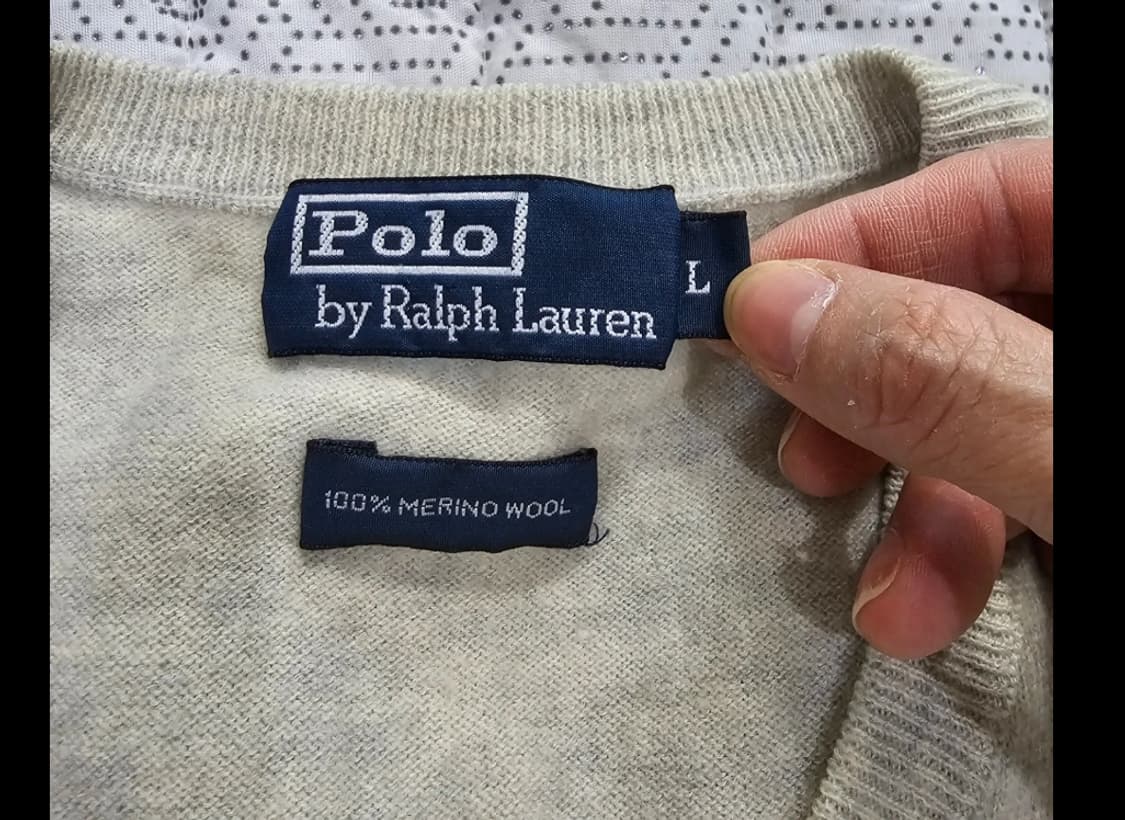 Polo
by Ralph Lauren
L
100% MERINO WOOL